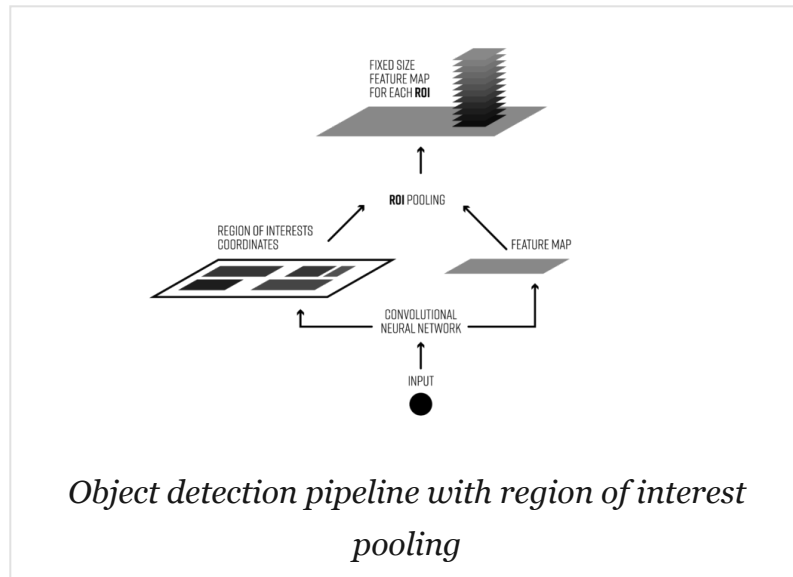 FIXED SIZE
FEATURE MAP
FOR EACH ROI
ROI POOLING
REGION OF INTERESTS
COORDINATES
FEATURE MAP
CONVOLUTIONAL
NEURAL NETWORK
INPUT
Object detection pipeline with region of interest
pooling